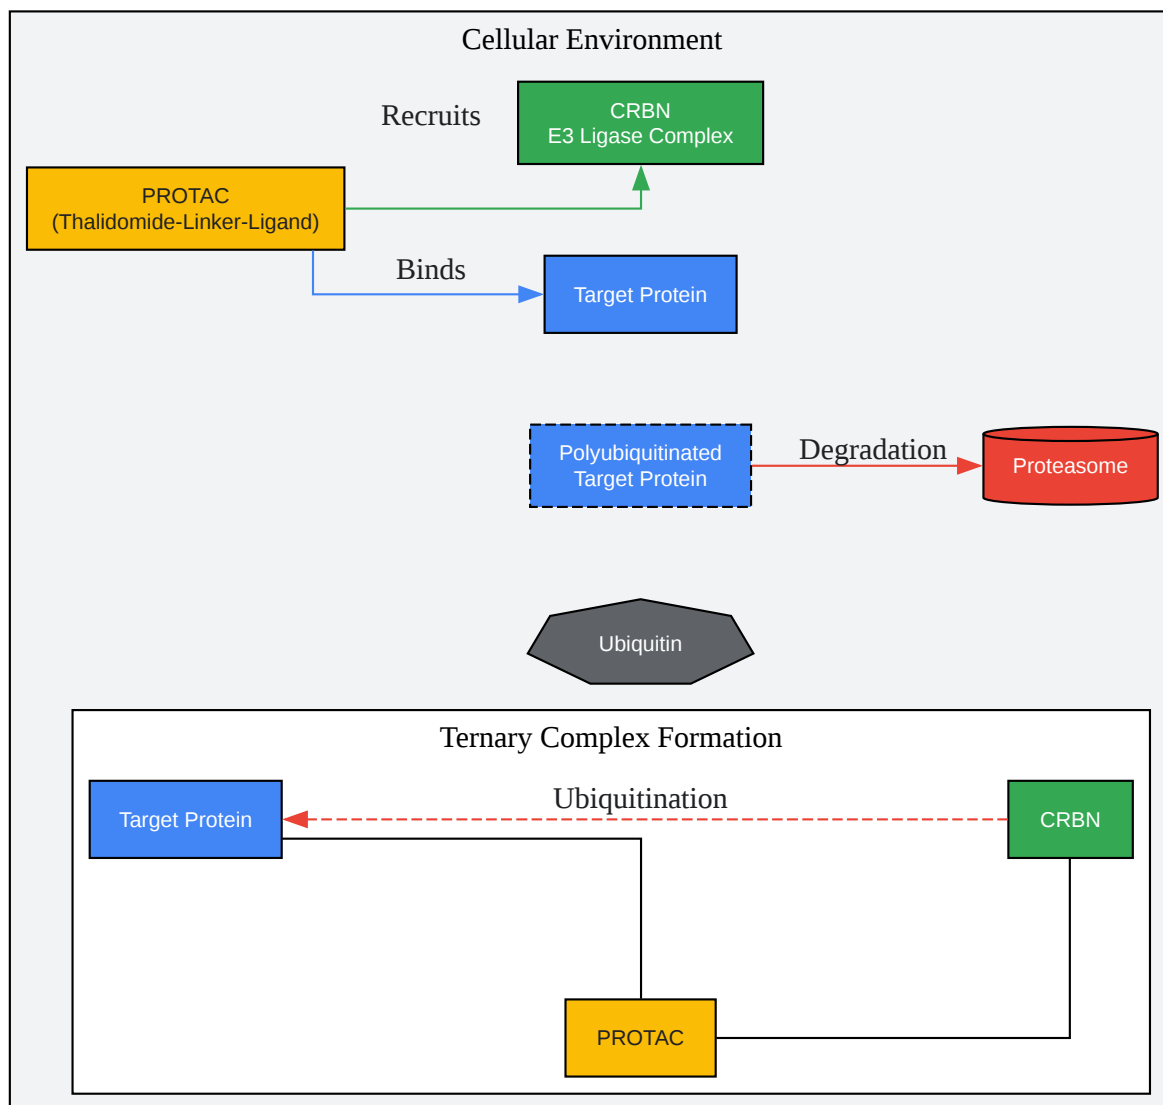 Cellular Environment
Recruits
CRBN
E3 Ligase Complex
PROTAC
(Thalidomide-Linker-Ligand)
Binds
Target Protein
Polyubiquitinated
Target Protein
Degradation
Proteasome
Ubiquitin
Ternary Complex Formation
Target Protein
Ubiquitination
CRBN
PROTAC